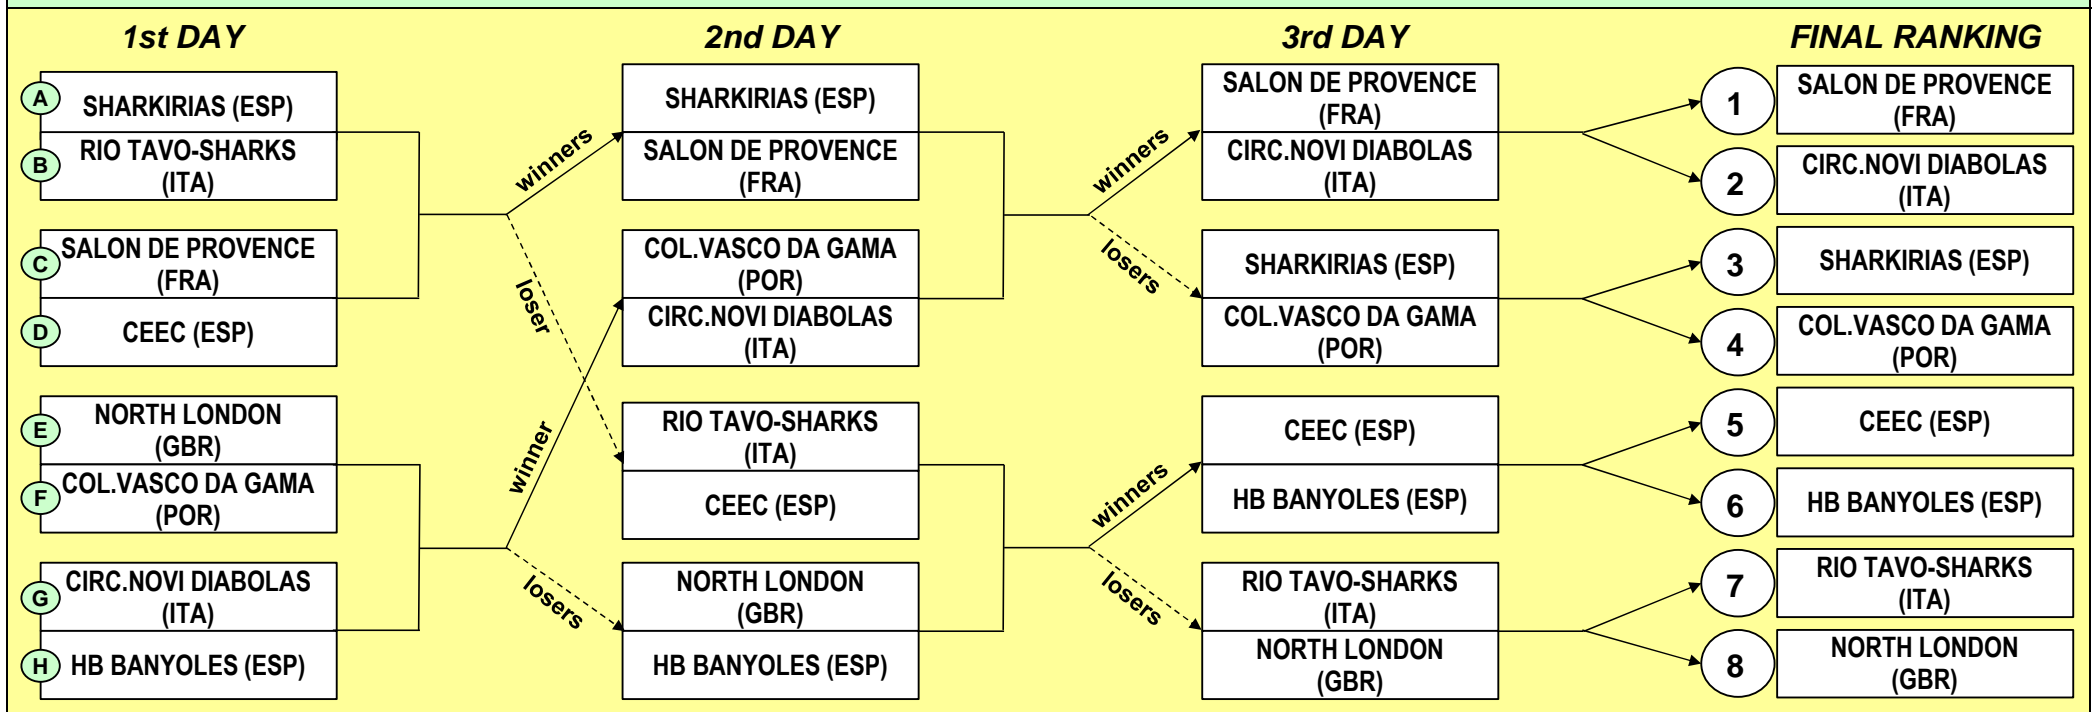 1st DAY
2nd DAY
3rd DAY
FINAL RANKING
A
SHARKIRIAS (ESP)
B
RIO TAVO-SHARKS
(ITA)
C
SALON DE PROVENCE
(FRA)
D
CEEC (ESP)
E
NORTH LONDON
(GBR)
F
COL.VASCO DA GAMA
(POR)
G
CIRC.NOVI DIABOLAS
(ITA)
H
HB BANYOLES (ESP)
winners
loser
winner
losers
SHARKIRIAS (ESP)
SALON DE PROVENCE
(FRA)
COL.VASCO DA GAMA
(POR)
CIRC.NOVI DIABOLAS
(ITA)
RIO TAVO-SHARKS
(ITA)
CEEC (ESP)
NORTH LONDON
(GBR)
HB BANYOLES (ESP)
winners
losers
winners
losers
SALON DE PROVENCE
(FRA)
CIRC.NOVI DIABOLAS
(ITA)
SHARKIRIAS (ESP)
COL.VASCO DA GAMA
(POR)
CEEC (ESP)
HB BANYOLES (ESP)
RIO TAVO-SHARKS
(ITA)
NORTH LONDON
(GBR)
1
SALON DE PROVENCE
(FRA)
2
CIRC.NOVI DIABOLAS
(ITA)
3
SHARKIRIAS (ESP)
4
COL.VASCO DA GAMA
(POR)
5
CEEC (ESP)
6
HB BANYOLES (ESP)
7
RIO TAVO-SHARKS
(ITA)
8
NORTH LONDON
(GBR)